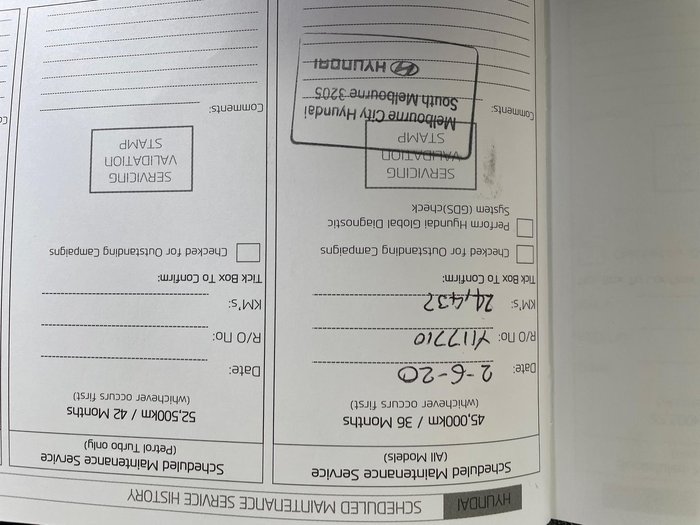 HYUNDAI SCHEDULED MAINTENANCE SERVICE HISTORY
Scheduled Maintenance Service
(All Models)
45,000km / 36 Months
(whichever occurs first)
Date: 2-6-20
R/O no: Y117710
KM's: 24,437
Tick Box To Confirm:
Checked for Outstanding Campaigns
Perform Hyundai Global Diagnostic
System (GDS)check
SERVICING
VALIDATION
STAMP
Comments:
Melbourne City Hyundai
South Melbourne 3205
HYUNDAI
Scheduled Maintenance Service
(Petrol Turbo only)
52,500km / 42 Months
(whichever occurs first)
Date:
R/O no:
KM's:
Tick Box To Confirm:
Checked for Outstanding Campaigns
SERVICING
VALIDATION
STAMP
Comments: